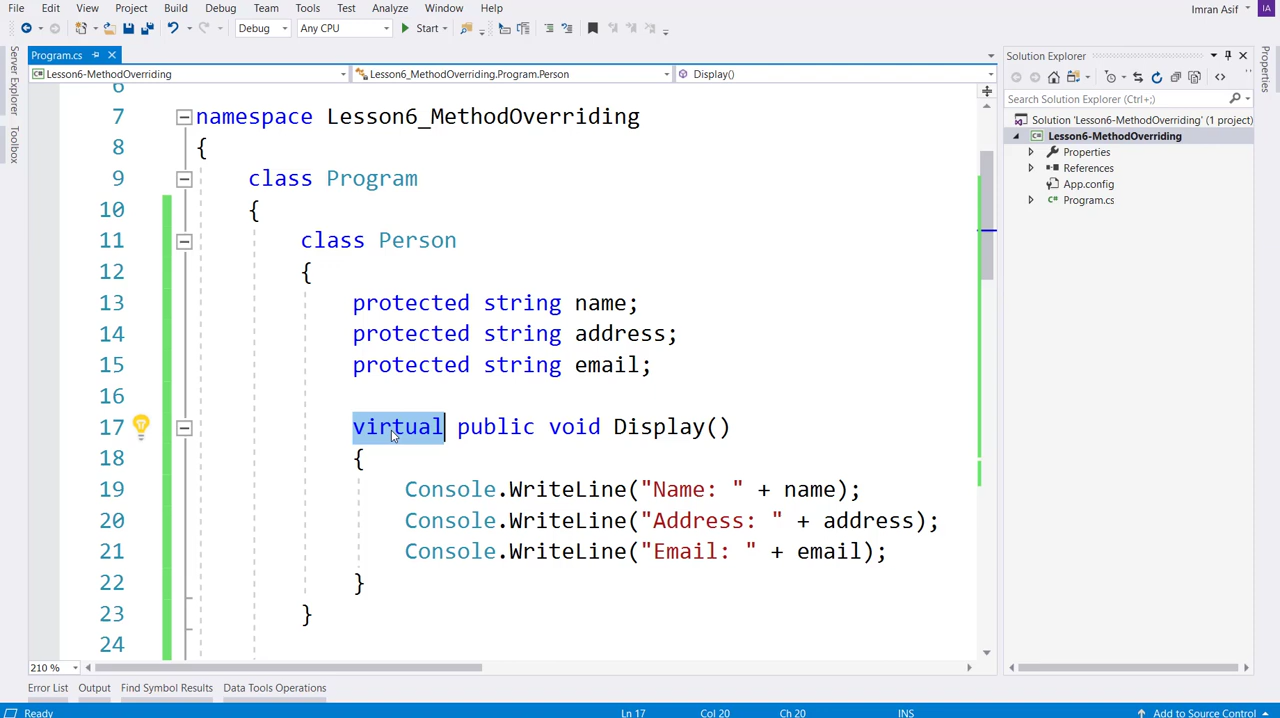 File Edit View Project Build Debug Team Tools Test Analyze Window Help Imran Asif IA
Debug Any CPU Start
Program.cs
Lesson6-MethodOverriding Lesson6_MethodOverriding.Program.Person Display()
Server Explorer
Toolbox
6
7 namespace Lesson6_MethodOverriding
8 {
9 class Program
10 {
11 class Person
12 {
13 protected string name;
14 protected string address;
15 protected string email;
16
17 virtual public void Display()
18 {
19 Console.WriteLine("Name: " + name);
20 Console.WriteLine("Address: " + address);
21 Console.WriteLine("Email: " + email);
22 }
23 }
24
210 %
Solution Explorer
Search Solution Explorer (Ctrl+;)
Solution 'Lesson6-MethodOverriding' (1 project)
Lesson6-MethodOverriding
Properties
References
App.config
Program.cs
Properties
Error List Output Find Symbol Results Data Tools Operations
Ready Ln 17 Col 20 Ch 20 INS Add to Source Control